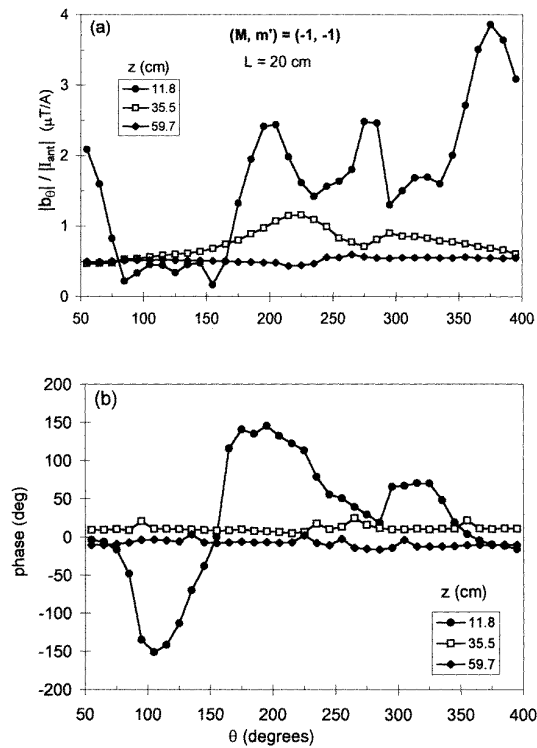 (a)
(M, m') = (-1, -1)
L = 20 cm
z (cm)
11.8
35.5
59.7
|bθ| / |Iant| (μT/A)
4
3
2
1
0
50 100 150 200 250 300 350 400
(b)
phase (deg)
200
150
100
50
0
-50
-100
-150
-200
z (cm)
11.8
35.5
59.7
50 100 150 200 250 300 350 400
θ (degrees)